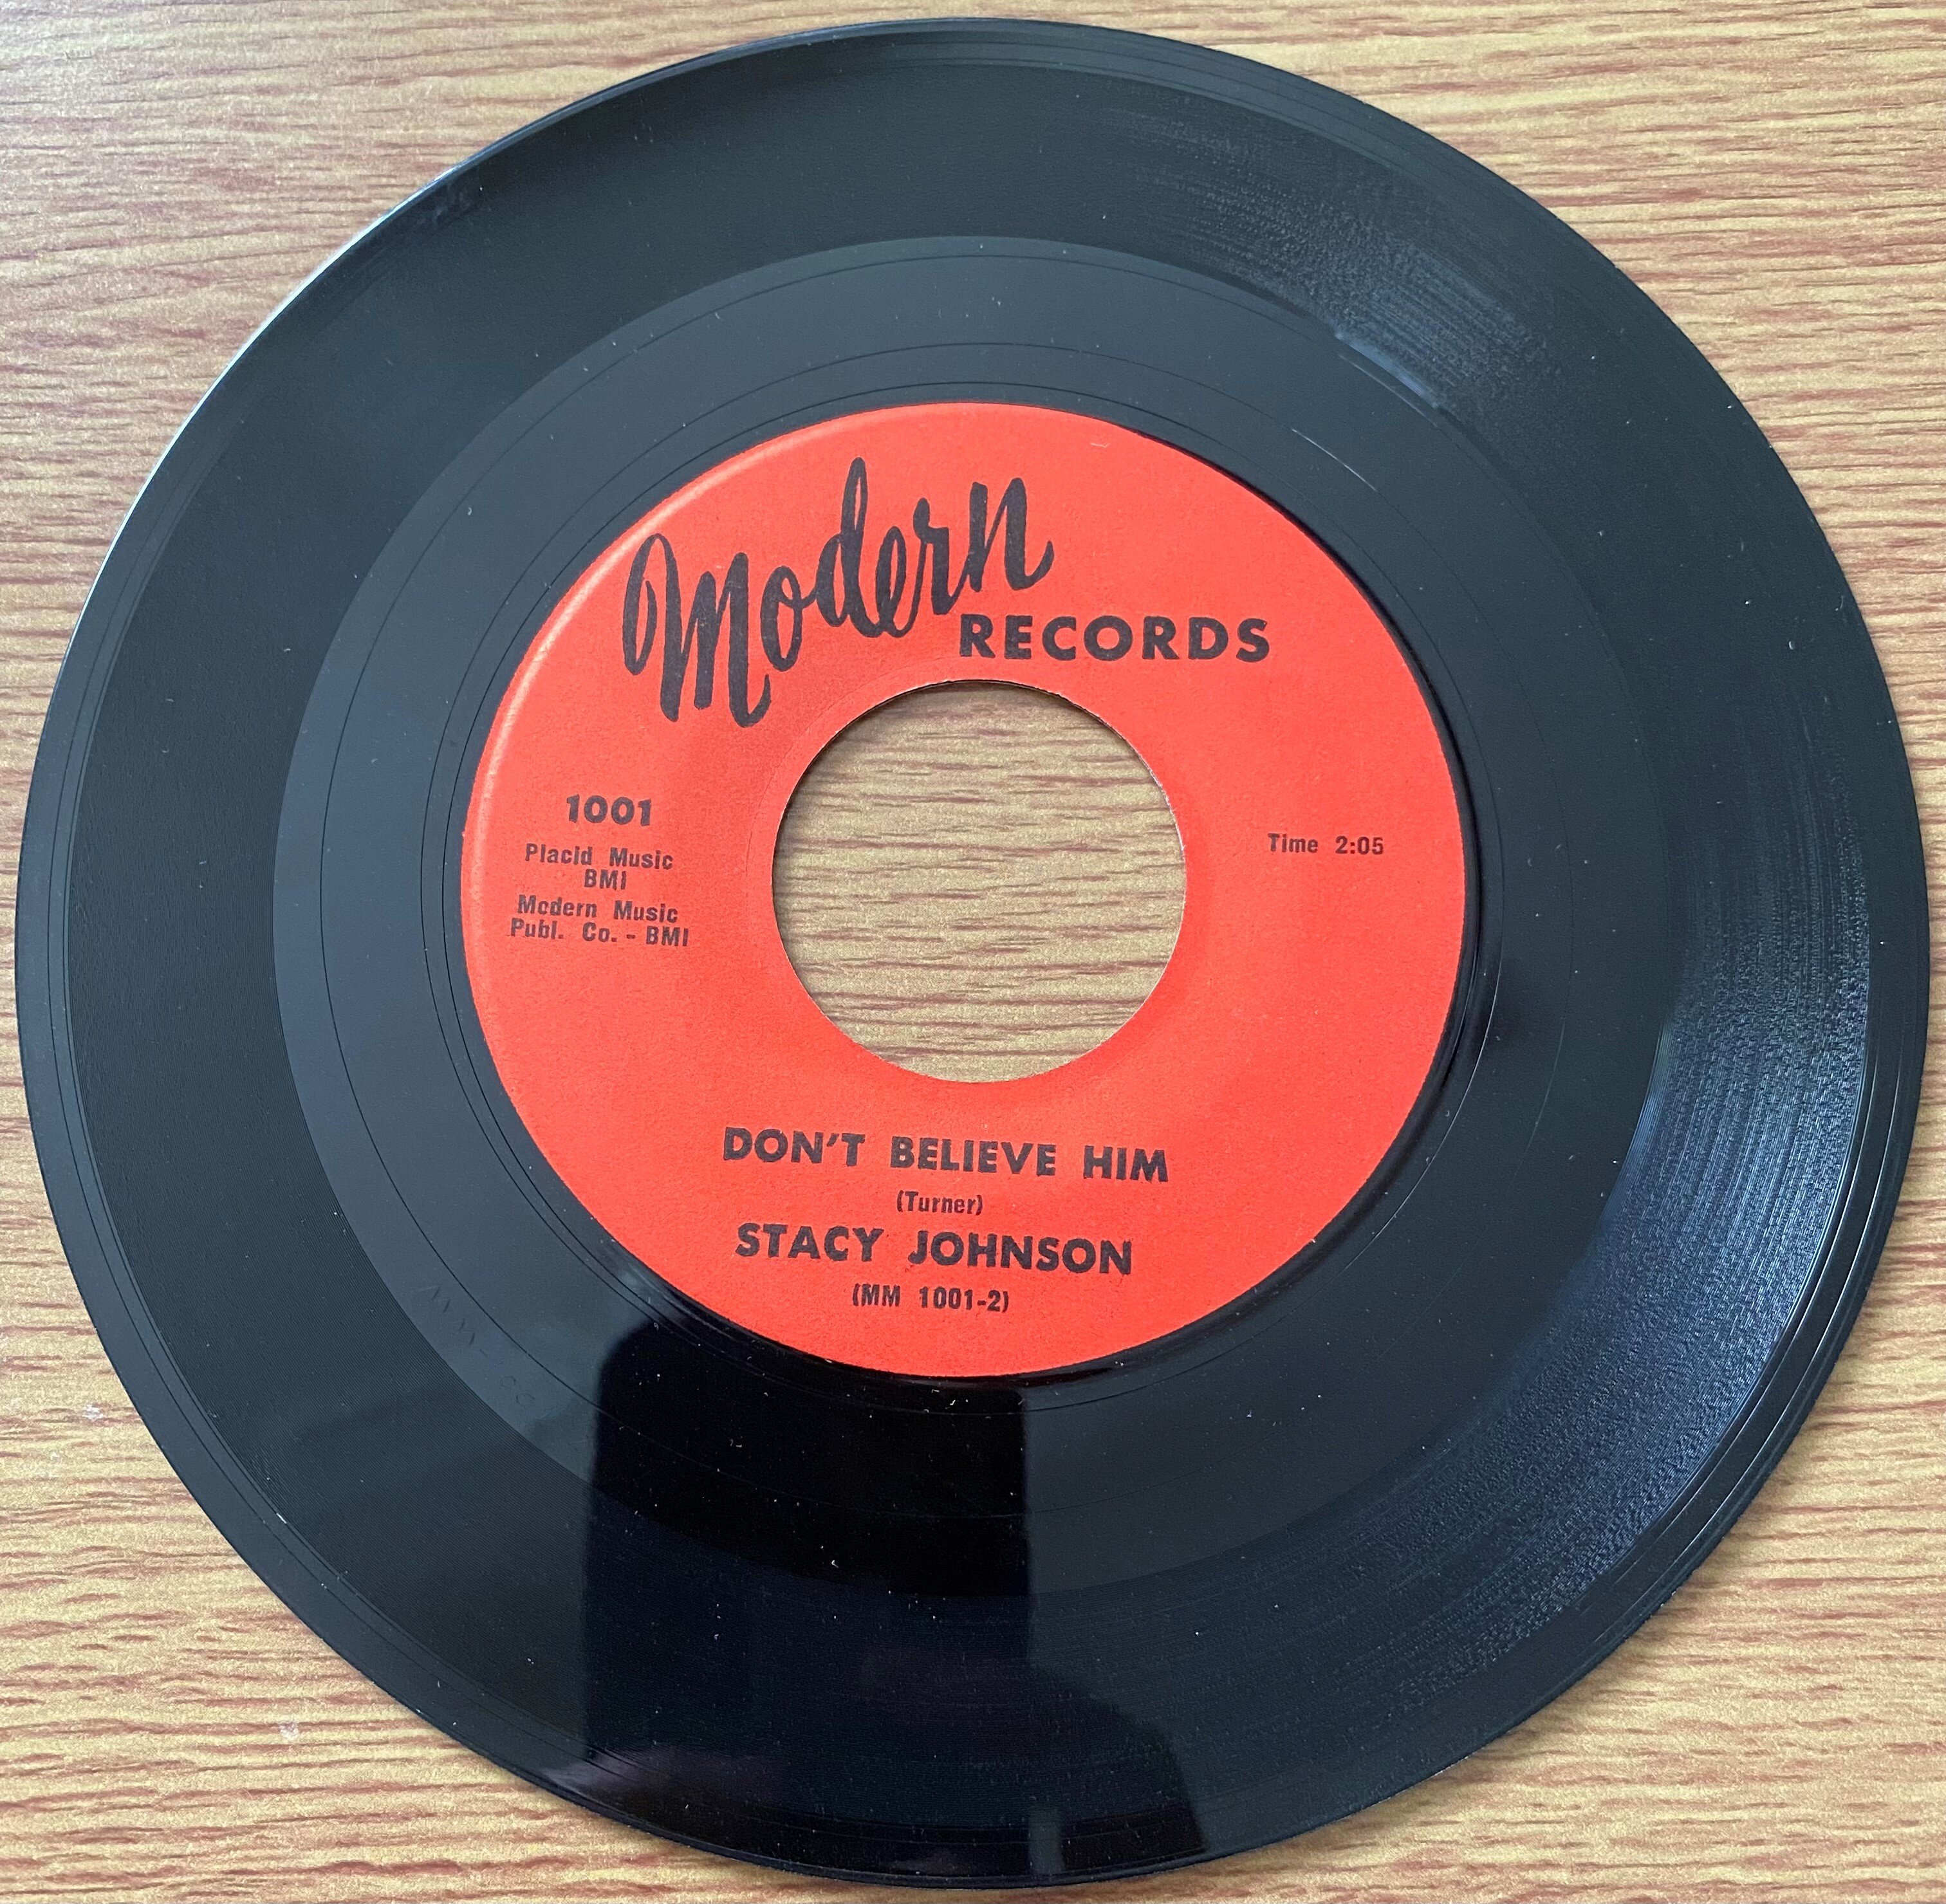 Modern
RECORDS
1001
Placid Music
BMI
Modern Music
Publ. Co. - BMI
Time 2:05
DON'T BELIEVE HIM
(Turner)
STACY JOHNSON
(MM 1001-2)